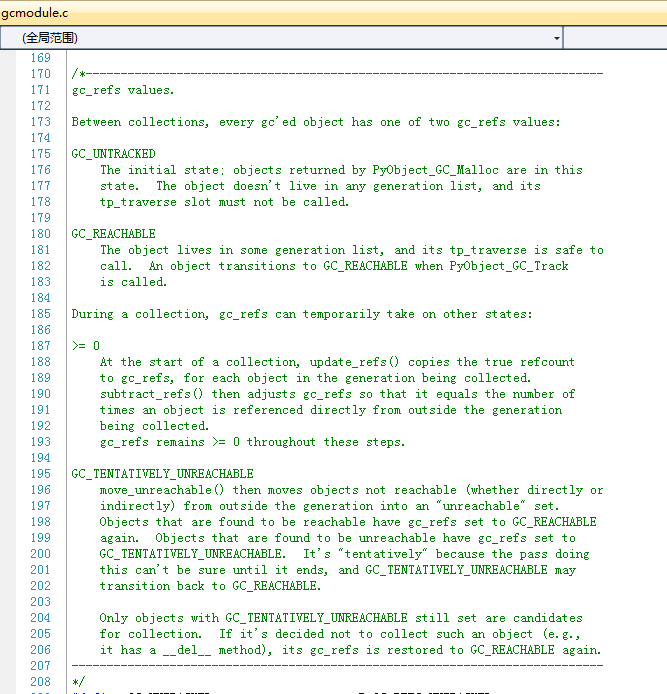 gcmodule.c
(全局范围)
169
170 /*--------------------------------------------------------------------------
171 gc_refs values.
172
173 Between collections, every gc'ed object has one of two gc_refs values:
174
175 GC_UNTRACKED
176     The initial state; objects returned by PyObject_GC_Malloc are in this
177     state.  The object doesn't live in any generation list, and its
178     tp_traverse slot must not be called.
179
180 GC_REACHABLE
181     The object lives in some generation list, and its tp_traverse is safe to
182     call.  An object transitions to GC_REACHABLE when PyObject_GC_Track
183     is called.
184
185 During a collection, gc_refs can temporarily take on other states:
186
187 >= 0
188     At the start of a collection, update_refs() copies the true refcount
189     to gc_refs, for each object in the generation being collected.
190     subtract_refs() then adjusts gc_refs so that it equals the number of
191     times an object is referenced directly from outside the generation
192     being collected.
193     gc_refs remains >= 0 throughout these steps.
194
195 GC_TENTATIVELY_UNREACHABLE
196     move_unreachable() then moves objects not reachable (whether directly or
197     indirectly) from outside the generation into an "unreachable" set.
198     Objects that are found to be reachable have gc_refs set to GC_REACHABLE
199     again.  Objects that are found to be unreachable have gc_refs set to
200     GC_TENTATIVELY_UNREACHABLE.  It's "tentatively" because the pass doing
201     this can't be sure until it ends, and GC_TENTATIVELY_UNREACHABLE may
202     transition back to GC_REACHABLE.
203
204     Only objects with GC_TENTATIVELY_UNREACHABLE still set are candidates
205     for collection.  If it's decided not to collect such an object (e.g.,
206     it has a __del__ method), its gc_refs is restored to GC_REACHABLE again.
207 ----------------------------------------------------------------------------
208 */